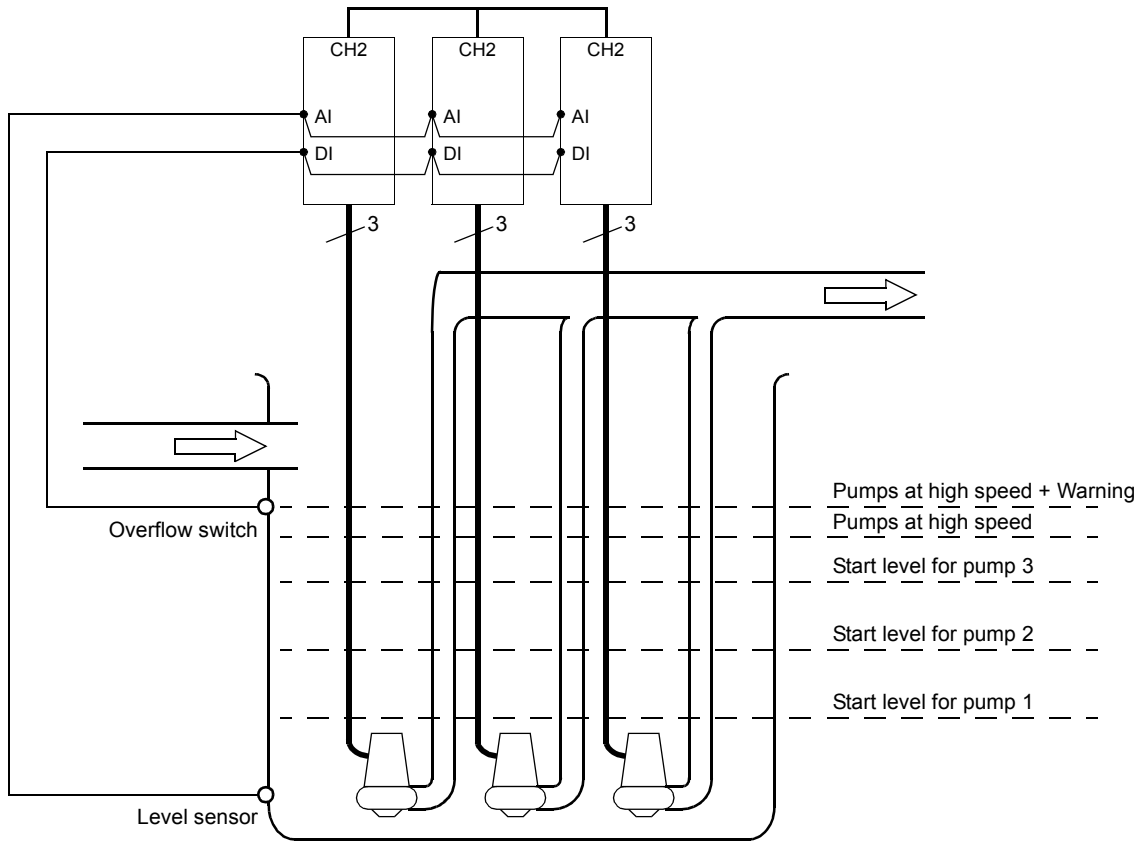 CH2 CH2 CH2
AI AI AI
DI DI DI
3 3 3
Pumps at high speed + Warning
Overflow switch
Pumps at high speed
Start level for pump 3
Start level for pump 2
Start level for pump 1
Level sensor